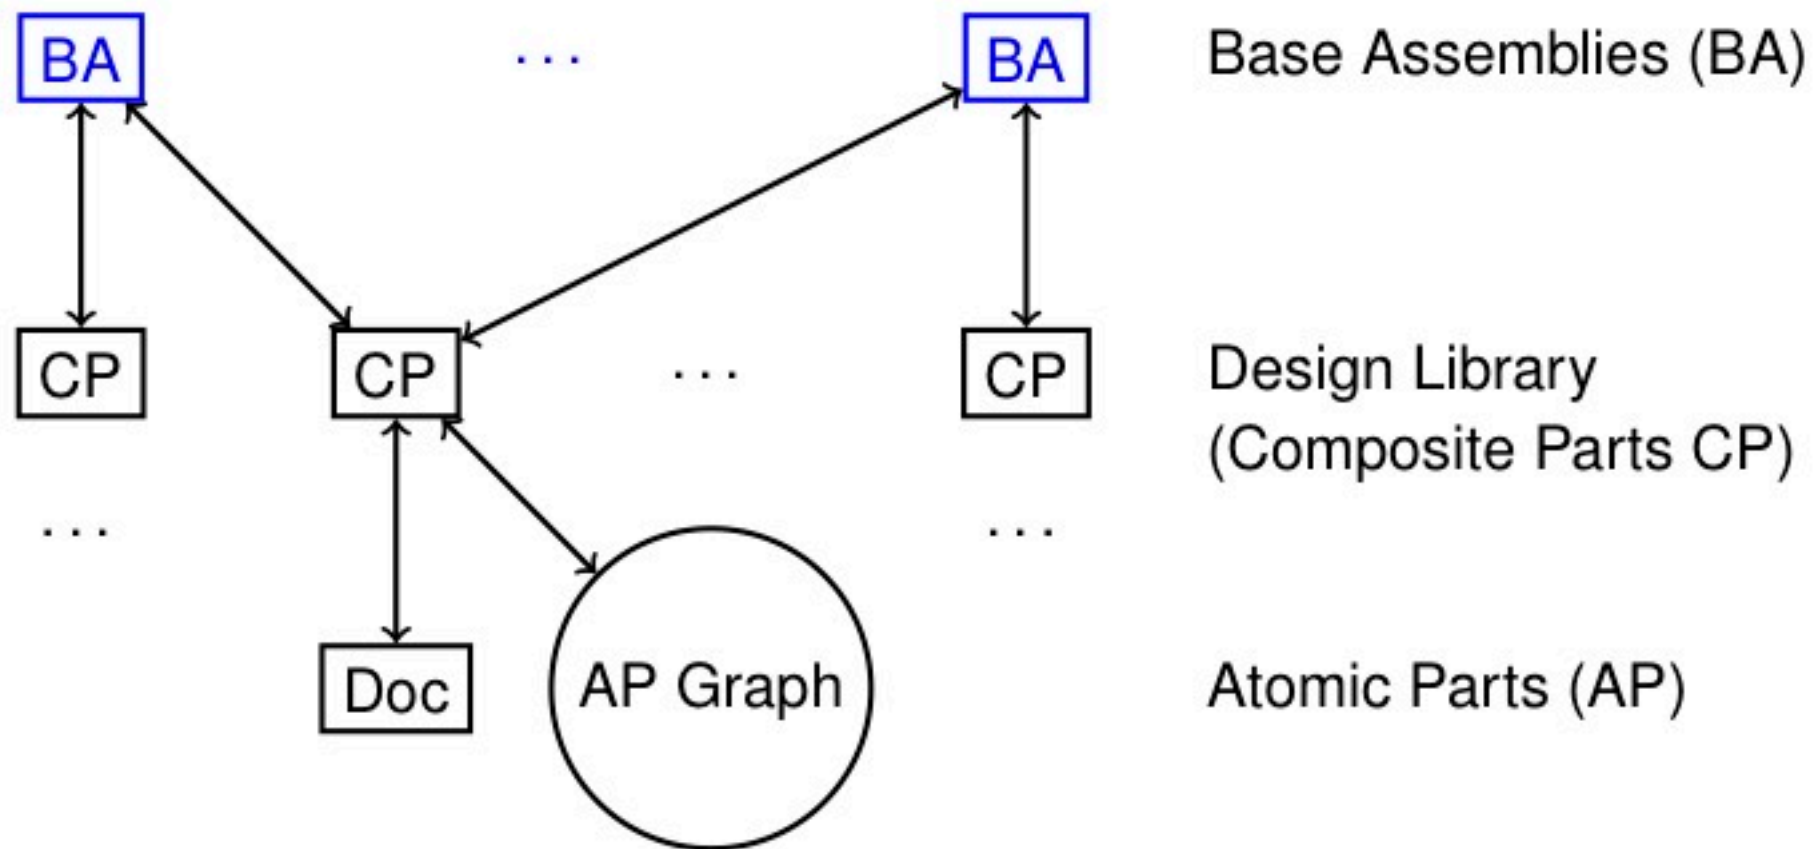 BA
. . .
BA
Base Assemblies (BA)
CP
CP
. . .
CP
Design Library
(Composite Parts CP)
. . .
. . .
Doc
AP Graph
Atomic Parts (AP)